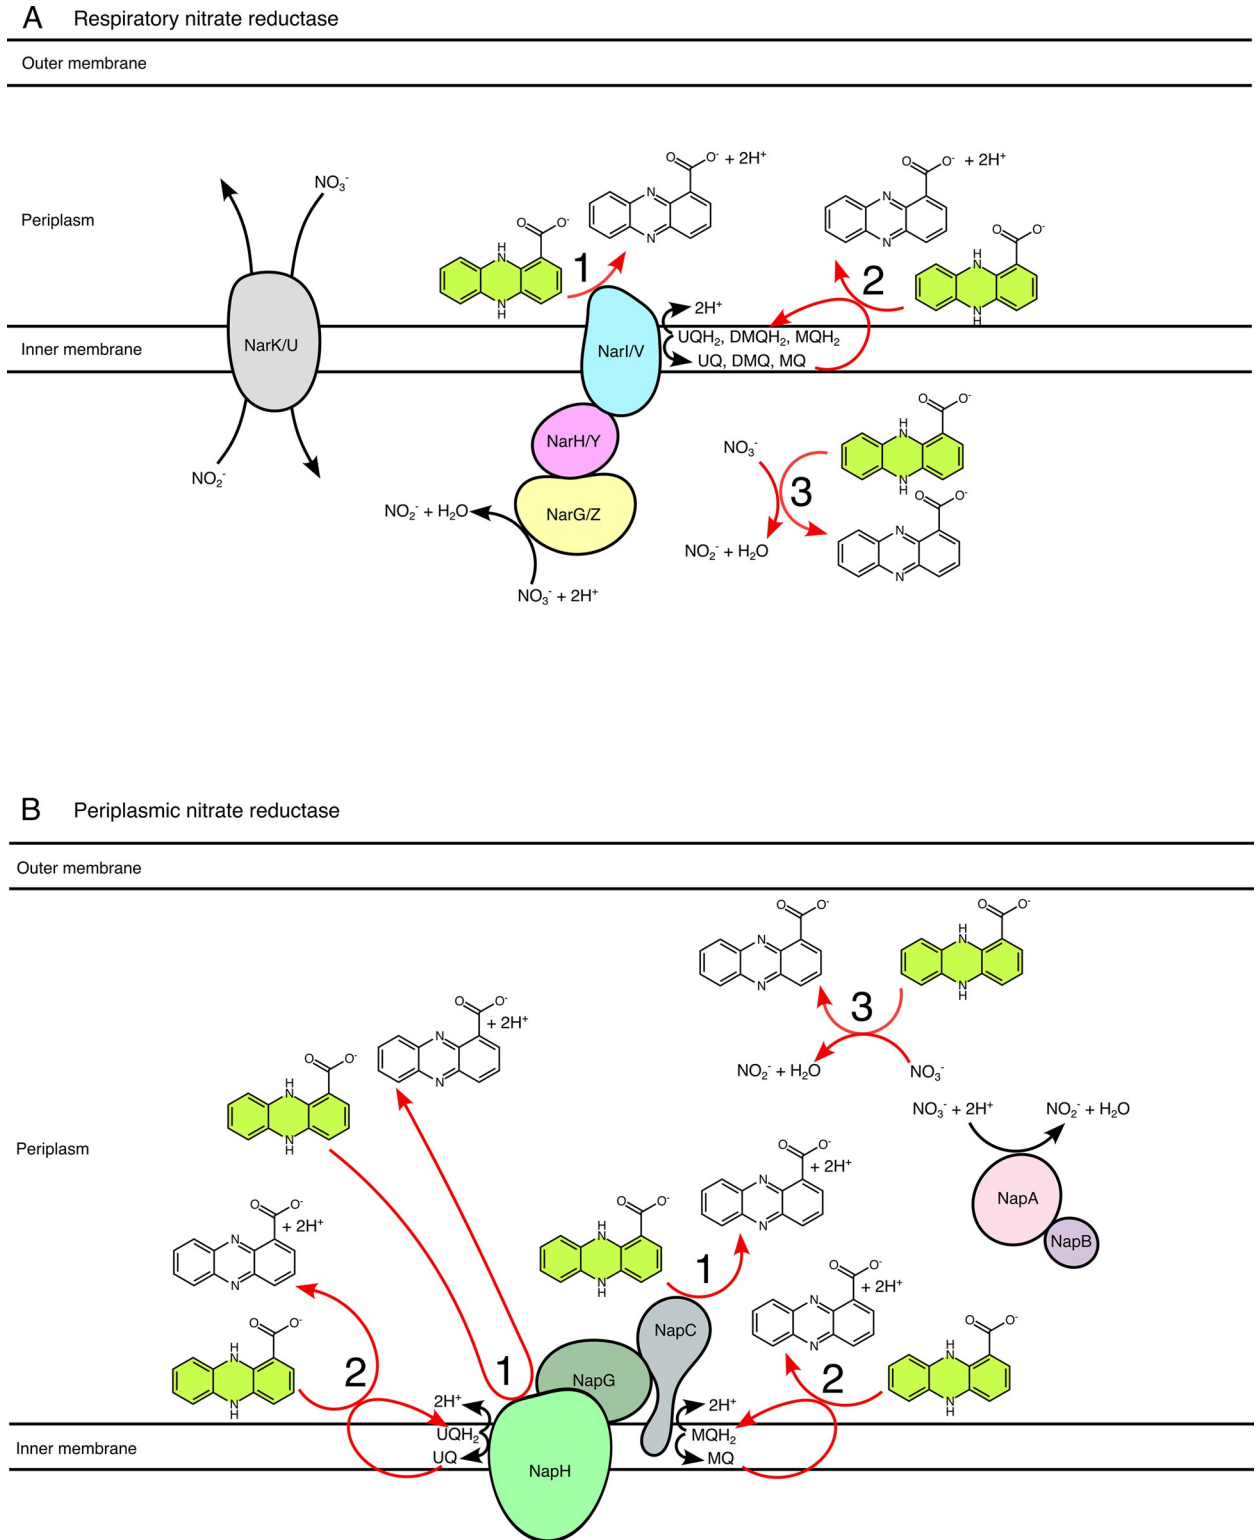 A Respiratory nitrate reductase
Outer membrane
Periplasm
NO₃⁻
NarK/U
NO₂⁻
H
N
N
H
O
O⁻
1
N
N
O
O⁻ + 2H⁺
N
N
O
O⁻ + 2H⁺
2
H
N
N
H
O
O⁻
Inner membrane
NarI/V
2H⁺
UQH₂, DMQH₂, MQH₂
UQ, DMQ, MQ
NarH/Y
NarG/Z
NO₂⁻ + H₂O
NO₃⁻ + 2H⁺
NO₃⁻
3
NO₂⁻ + H₂O
H
N
N
H
O
O⁻
N
N
O
O⁻
B Periplasmic nitrate reductase
Outer membrane
N
N
O
O⁻
H
N
N
H
O
O⁻
3
NO₂⁻ + H₂O
NO₃⁻
NO₃⁻ + 2H⁺
NO₂⁻ + H₂O
NapA
NapB
Periplasm
N
N
O
O⁻
+ 2H⁺
H
N
N
H
O
O⁻
N
N
O
O⁻
+ 2H⁺
H
N
N
H
O
O⁻
2
1
H
N
N
H
O
O⁻
1
N
N
O
O⁻
+ 2H⁺
N
N
O
O⁻
+ 2H⁺
2
H
N
N
H
O
O⁻
NapC
NapG
NapH
Inner membrane
2H⁺
UQH₂
UQ
2H⁺
MQH₂
MQ